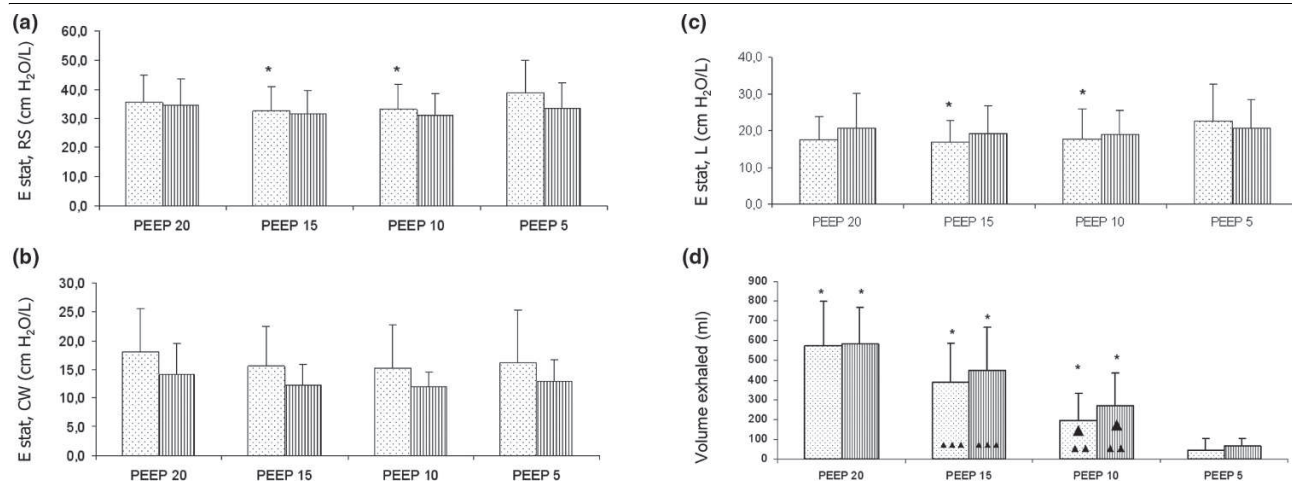 (a)
E stat, RS (cm H₂O/L)
60,0
50,0
40,0
30,0
20,0
10,0
0,0
* *
PEEP 20 PEEP 15 PEEP 10 PEEP 5
(b)
E stat, CW (cm H₂O/L)
30,0
25,0
20,0
15,0
10,0
5,0
0,0
PEEP 20 PEEP 15 PEEP 10 PEEP 5
(c)
E stat, L (cm H₂O/L)
40,0
30,0
20,0
10,0
0,0
* *
PEEP 20 PEEP 15 PEEP 10 PEEP 5
(d)
Volume exhaled (ml)
900
800
700
600
500
400
300
200
100
0
* * * * * *
PEEP 20 PEEP 15 PEEP 10 PEEP 5